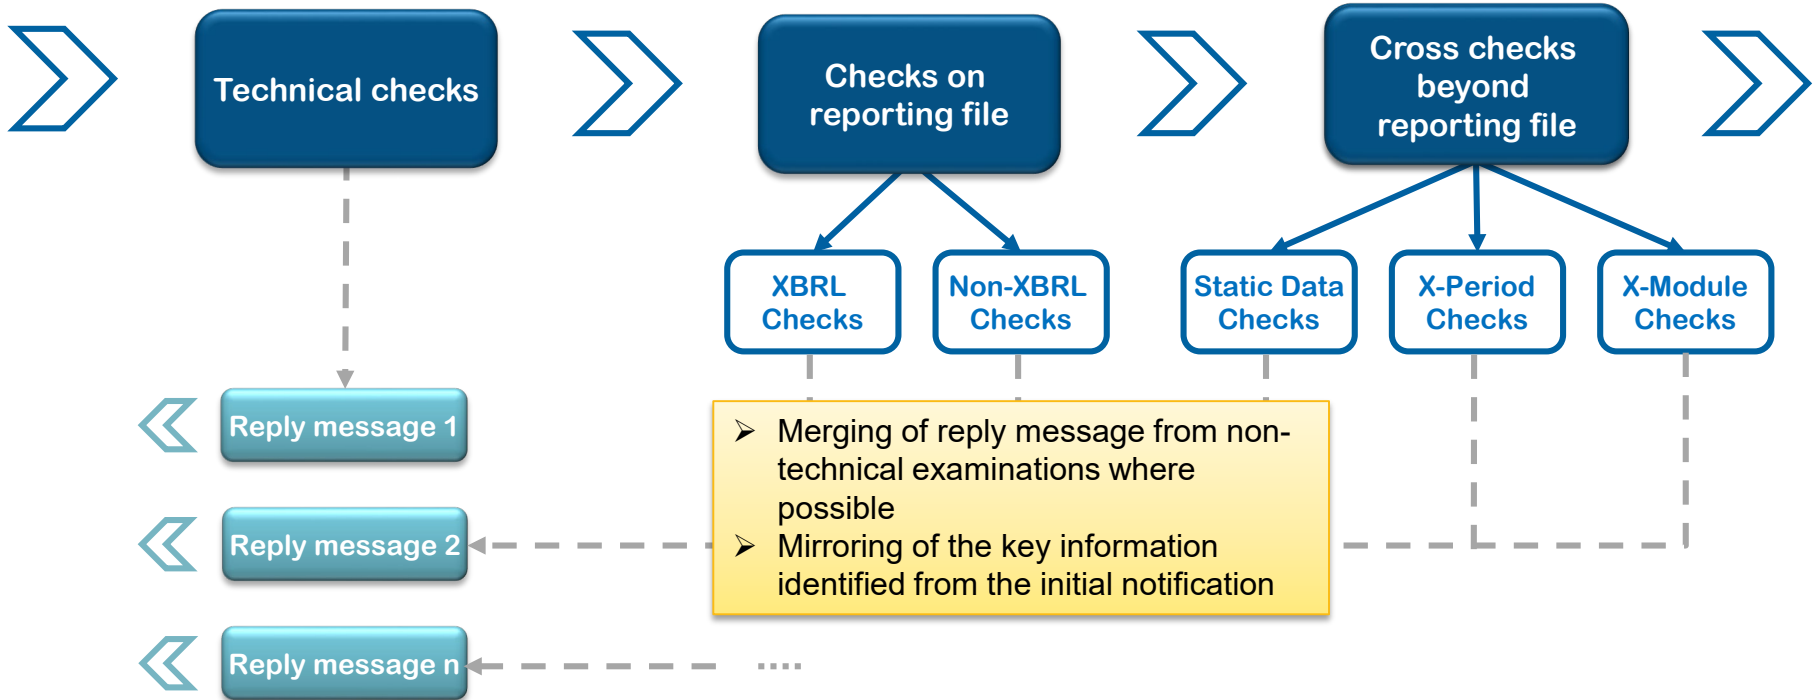 Technical checks
Checks on
reporting file
Cross checks
beyond
reporting file
XBRL
Checks
Non-XBRL
Checks
Static Data
Checks
X-Period
Checks
X-Module
Checks
Reply message 1
➢ Merging of reply message from non-
technical examinations where
possible
➢ Mirroring of the key information
identified from the initial notification
Reply message 2
Reply message n
....